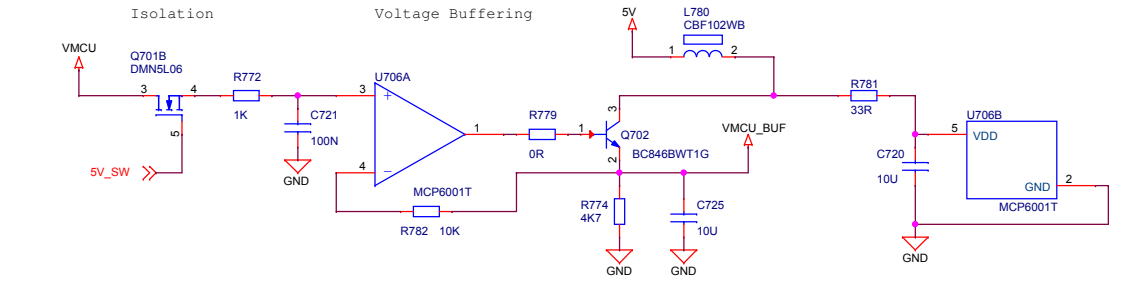 Isolation
Voltage Buffering
5V
L780
CBF102WB
1
2
VMCU
Q701B
DMN5L06
3
4
5
5V_SW
R772
1K
C721
100N
GND
U706A
3
+
4
−
1
MCP6001T
R782
10K
R779
0R
1
3
Q702
2
BC846BWT1G
VMCU_BUF
R774
4K7
GND
C725
10U
GND
R781
33R
C720
10U
GND
U706B
5
VDD
GND
2
MCP6001T